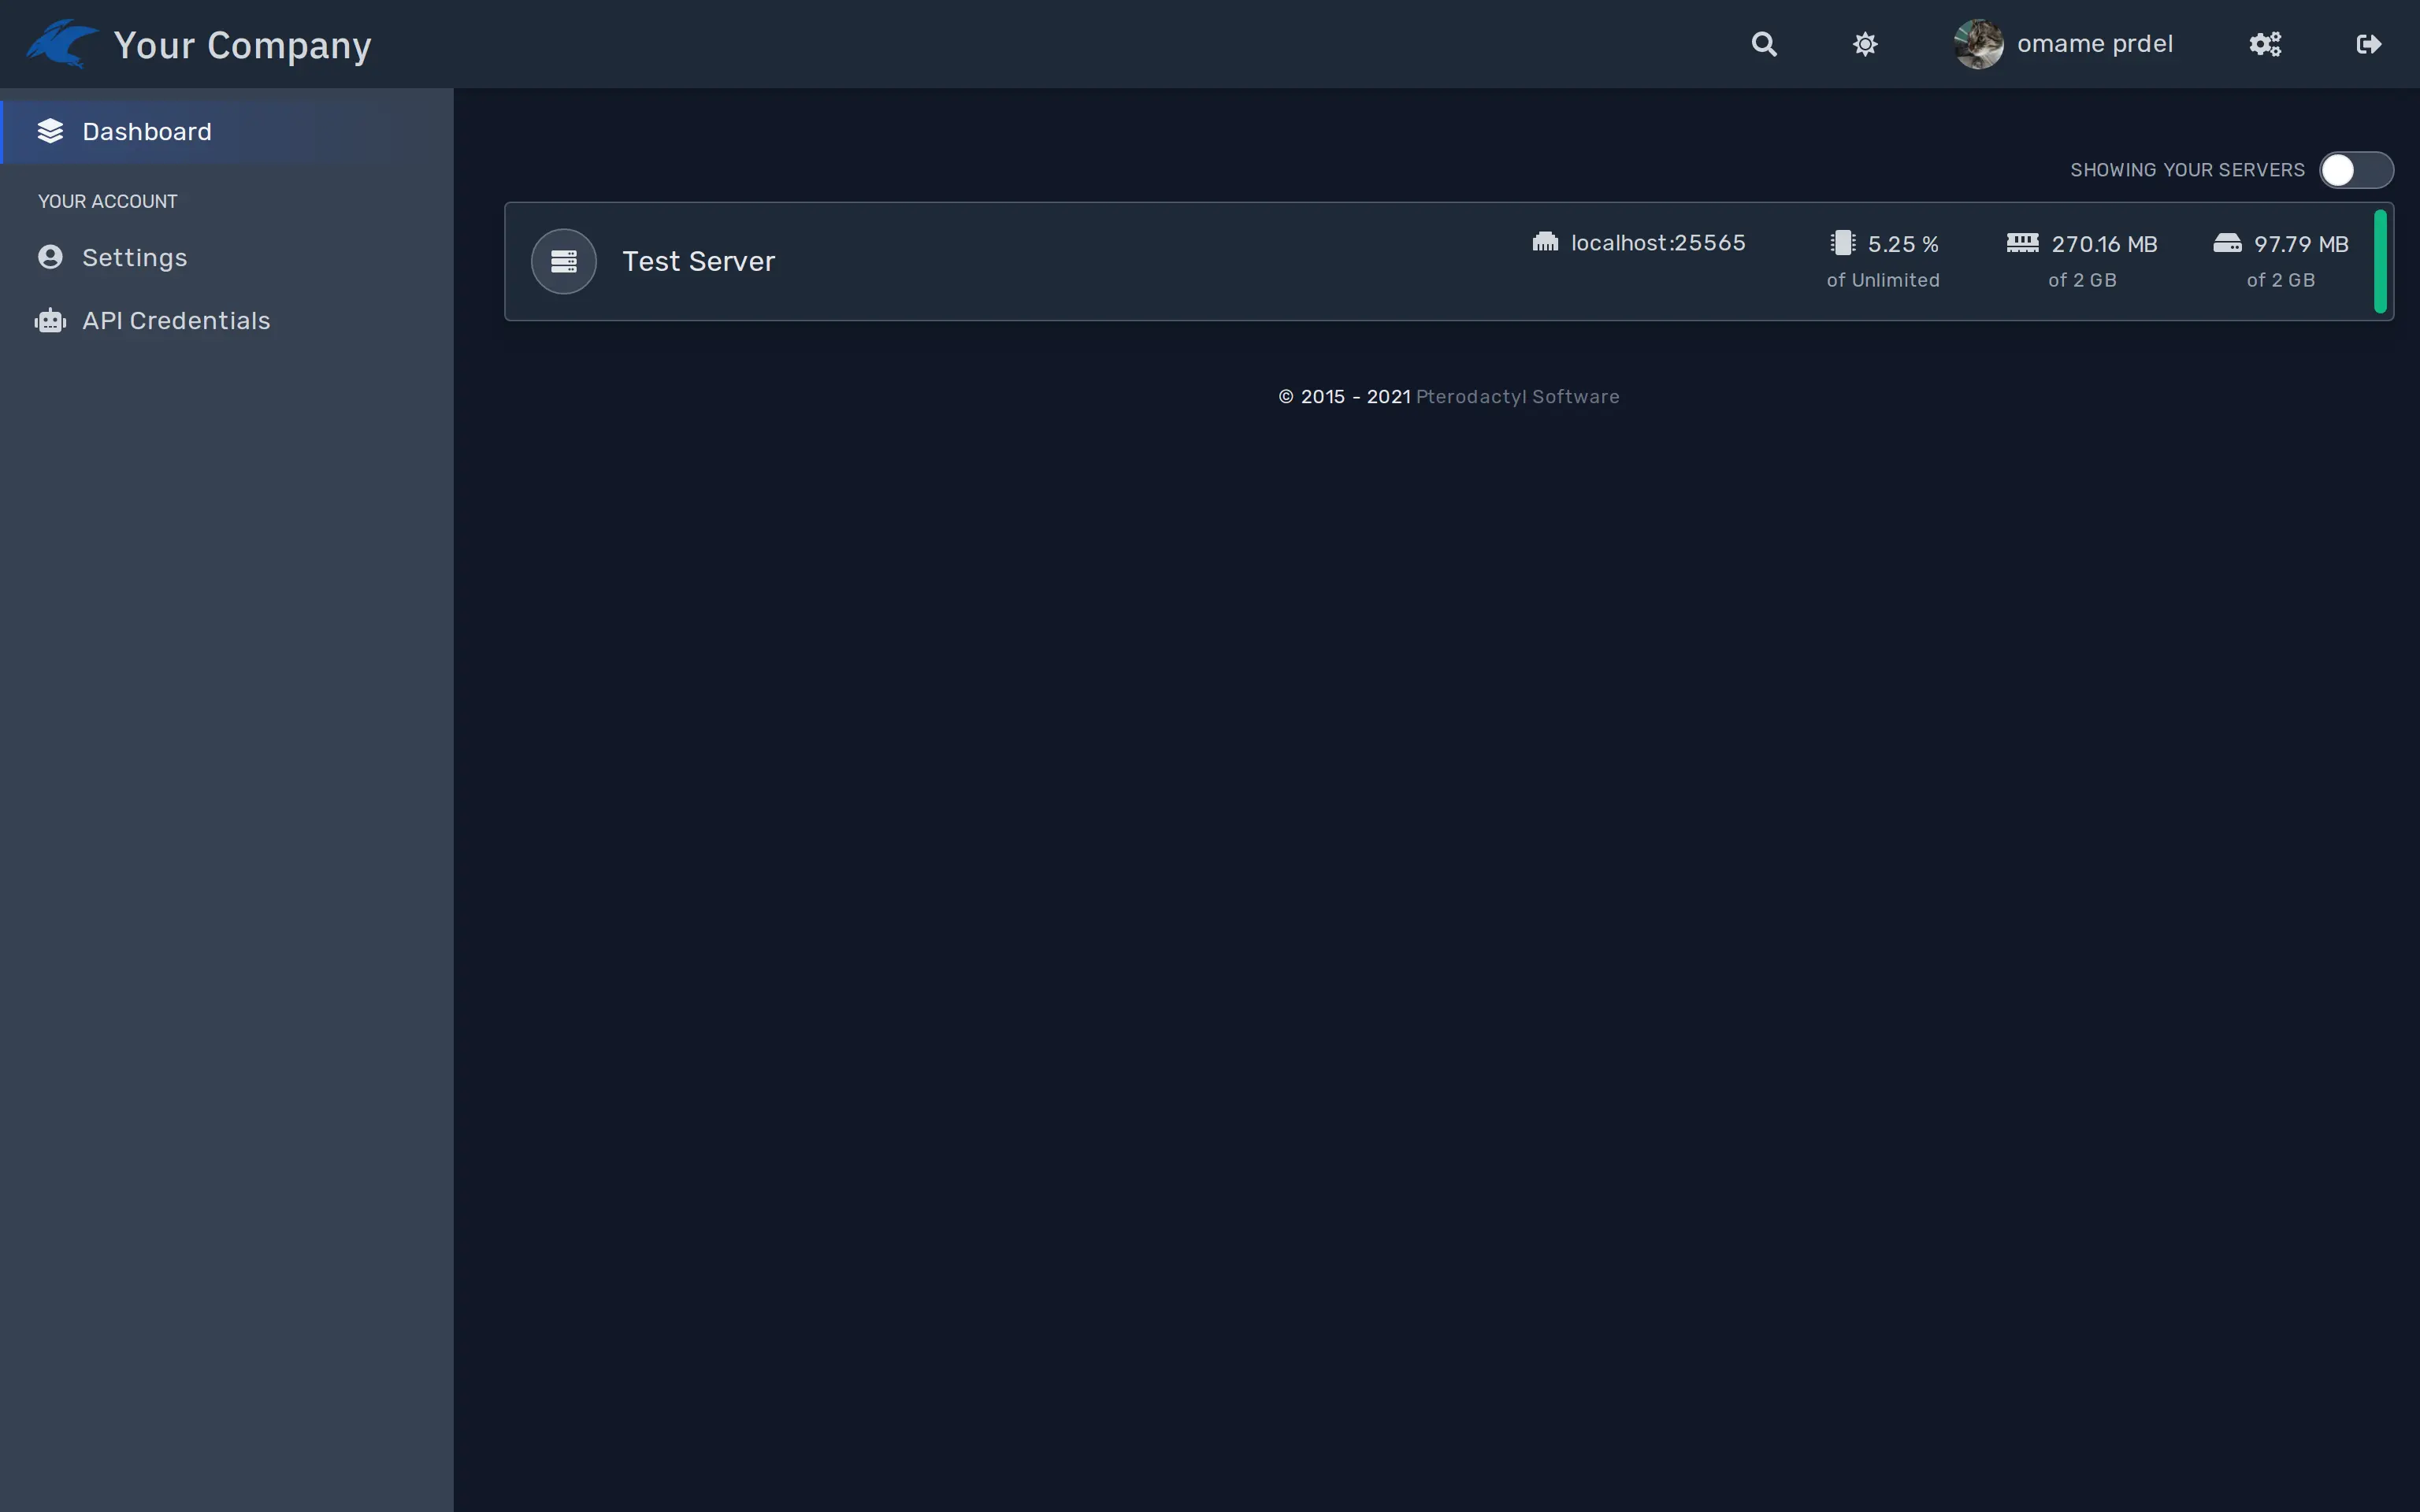 Your Company
omame prdel
Dashboard
YOUR ACCOUNT
Settings
API Credentials
SHOWING YOUR SERVERS
Test Server
localhost:25565
5.25 %
of Unlimited
270.16 MB
of 2 GB
97.79 MB
of 2 GB
© 2015 - 2021 Pterodactyl Software